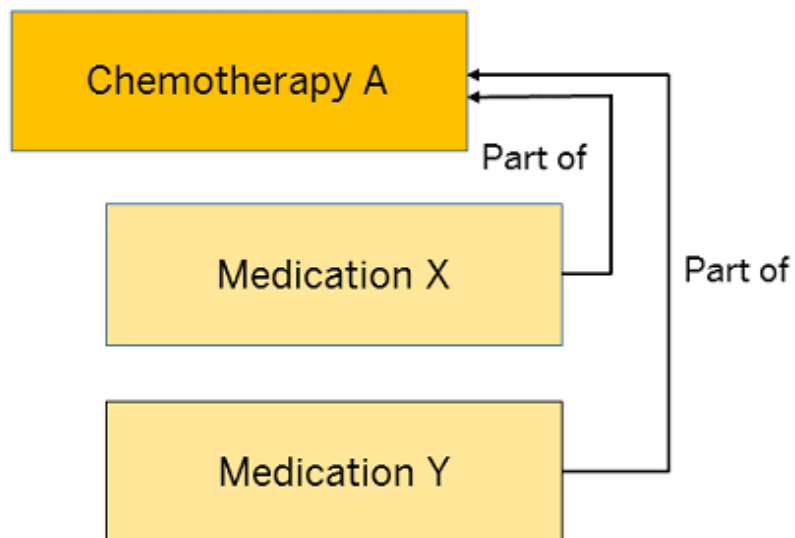 Chemotherapy A
Part of
Medication X
Part of
Medication Y